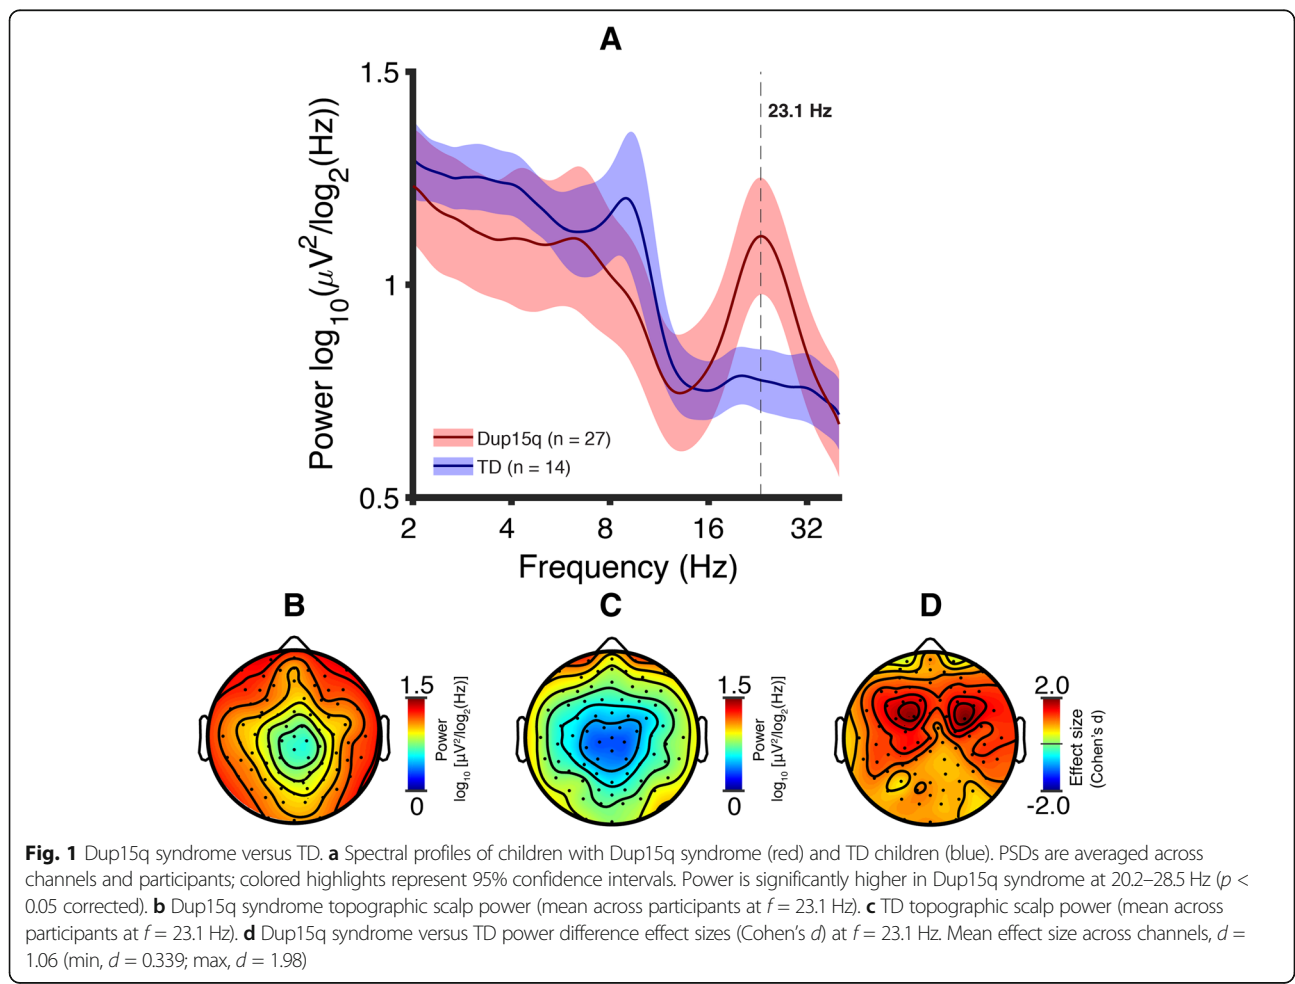 A
1.5
23.1 Hz
Power log10(μV2/log2(Hz))
1
Dup15q (n = 27)
TD (n = 14)
0.5
2 4 8 16 32
Frequency (Hz)
B C D
1.5
Power
log10 [μV2/log2(Hz)]
0
1.5
Power
log10 [μV2/log2(Hz)]
0
2.0
Effect size
(Cohen's d)
-2.0
Fig. 1 Dup15q syndrome versus TD. a Spectral profiles of children with Dup15q syndrome (red) and TD children (blue). PSDs are averaged across
channels and participants; colored highlights represent 95% confidence intervals. Power is significantly higher in Dup15q syndrome at 20.2–28.5 Hz (p <
0.05 corrected). b Dup15q syndrome topographic scalp power (mean across participants at f = 23.1 Hz). c TD topographic scalp power (mean across
participants at f = 23.1 Hz). d Dup15q syndrome versus TD power difference effect sizes (Cohen's d) at f = 23.1 Hz. Mean effect size across channels, d =
1.06 (min, d = 0.339; max, d = 1.98)